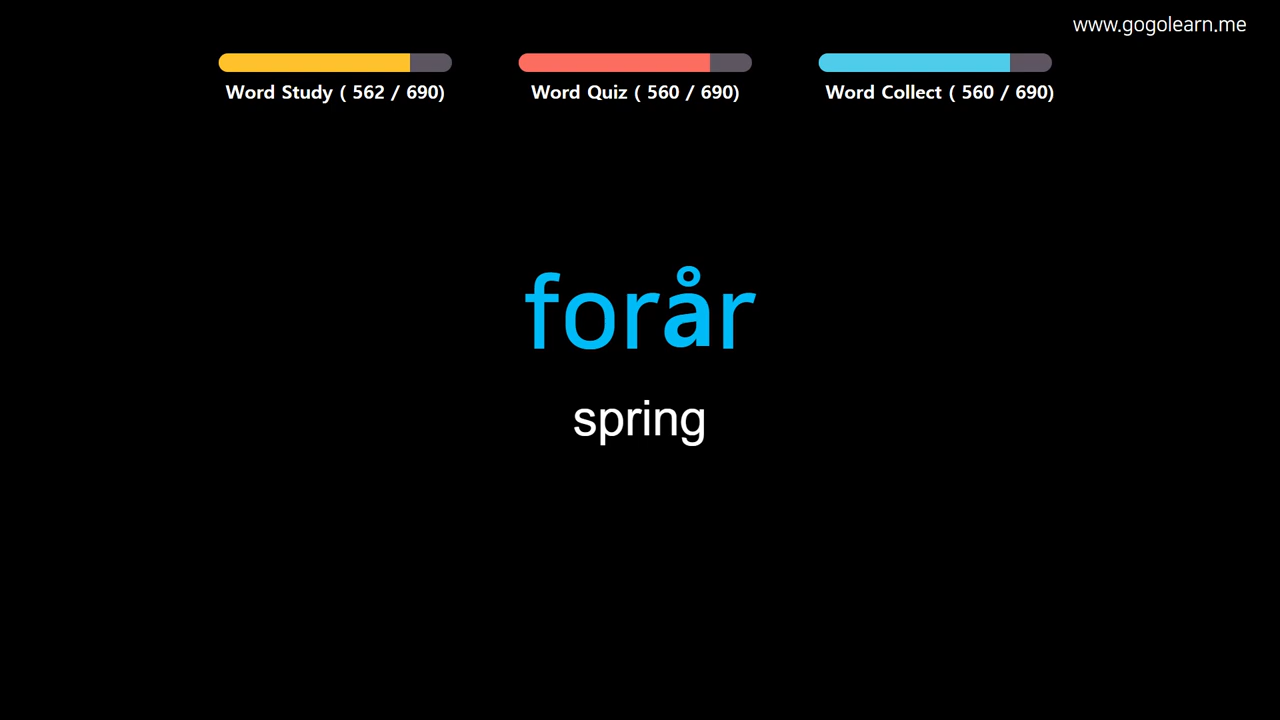 www.gogolearn.me
Word Study ( 562 / 690)
Word Quiz ( 560 / 690)
Word Collect ( 560 / 690)
forår
spring